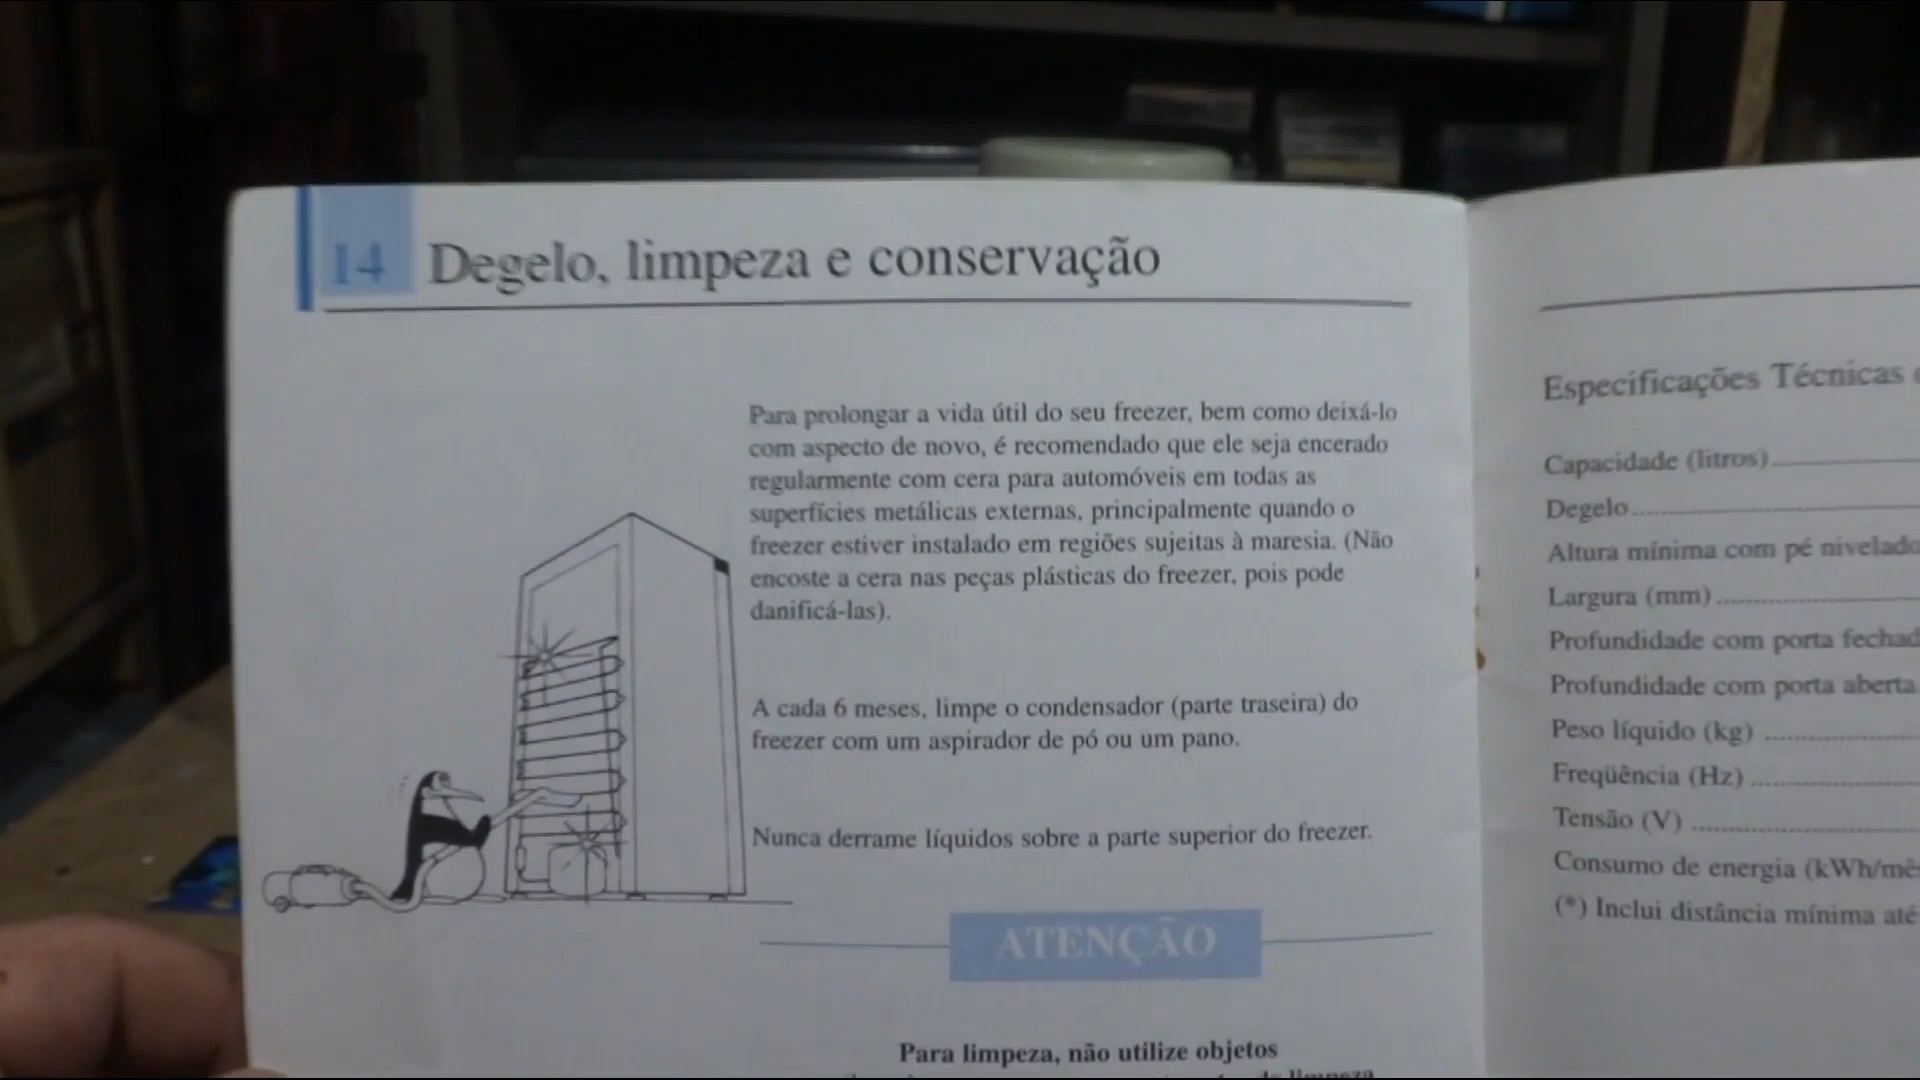 14 Degelo, limpeza e conservação
Para prolongar a vida útil do seu freezer, bem como deixá-lo
com aspecto de novo, é recomendado que ele seja encerado
regularmente com cera para automóveis em todas as
superfícies metálicas externas, principalmente quando o
freezer estiver instalado em regiões sujeitas à maresia. (Não
encoste a cera nas peças plásticas do freezer, pois pode
danificá-las).
A cada 6 meses, limpe o condensador (parte traseira) do
freezer com um aspirador de pó ou um pano.
Nunca derrame líquidos sobre a parte superior do freezer.
ATENÇÃO
Para limpeza, não utilize objetos
de limpeza
Especificações Técnicas
Capacidade (litros)
Degelo
Altura mínima com pé nivelado
Largura (mm)
Profundidade com porta
Profundidade com porta aberta
Peso líquido (kg)
Freqüência (Hz)
Tensão (V)
Consumo de energia
(*) Inclui distância mínima até